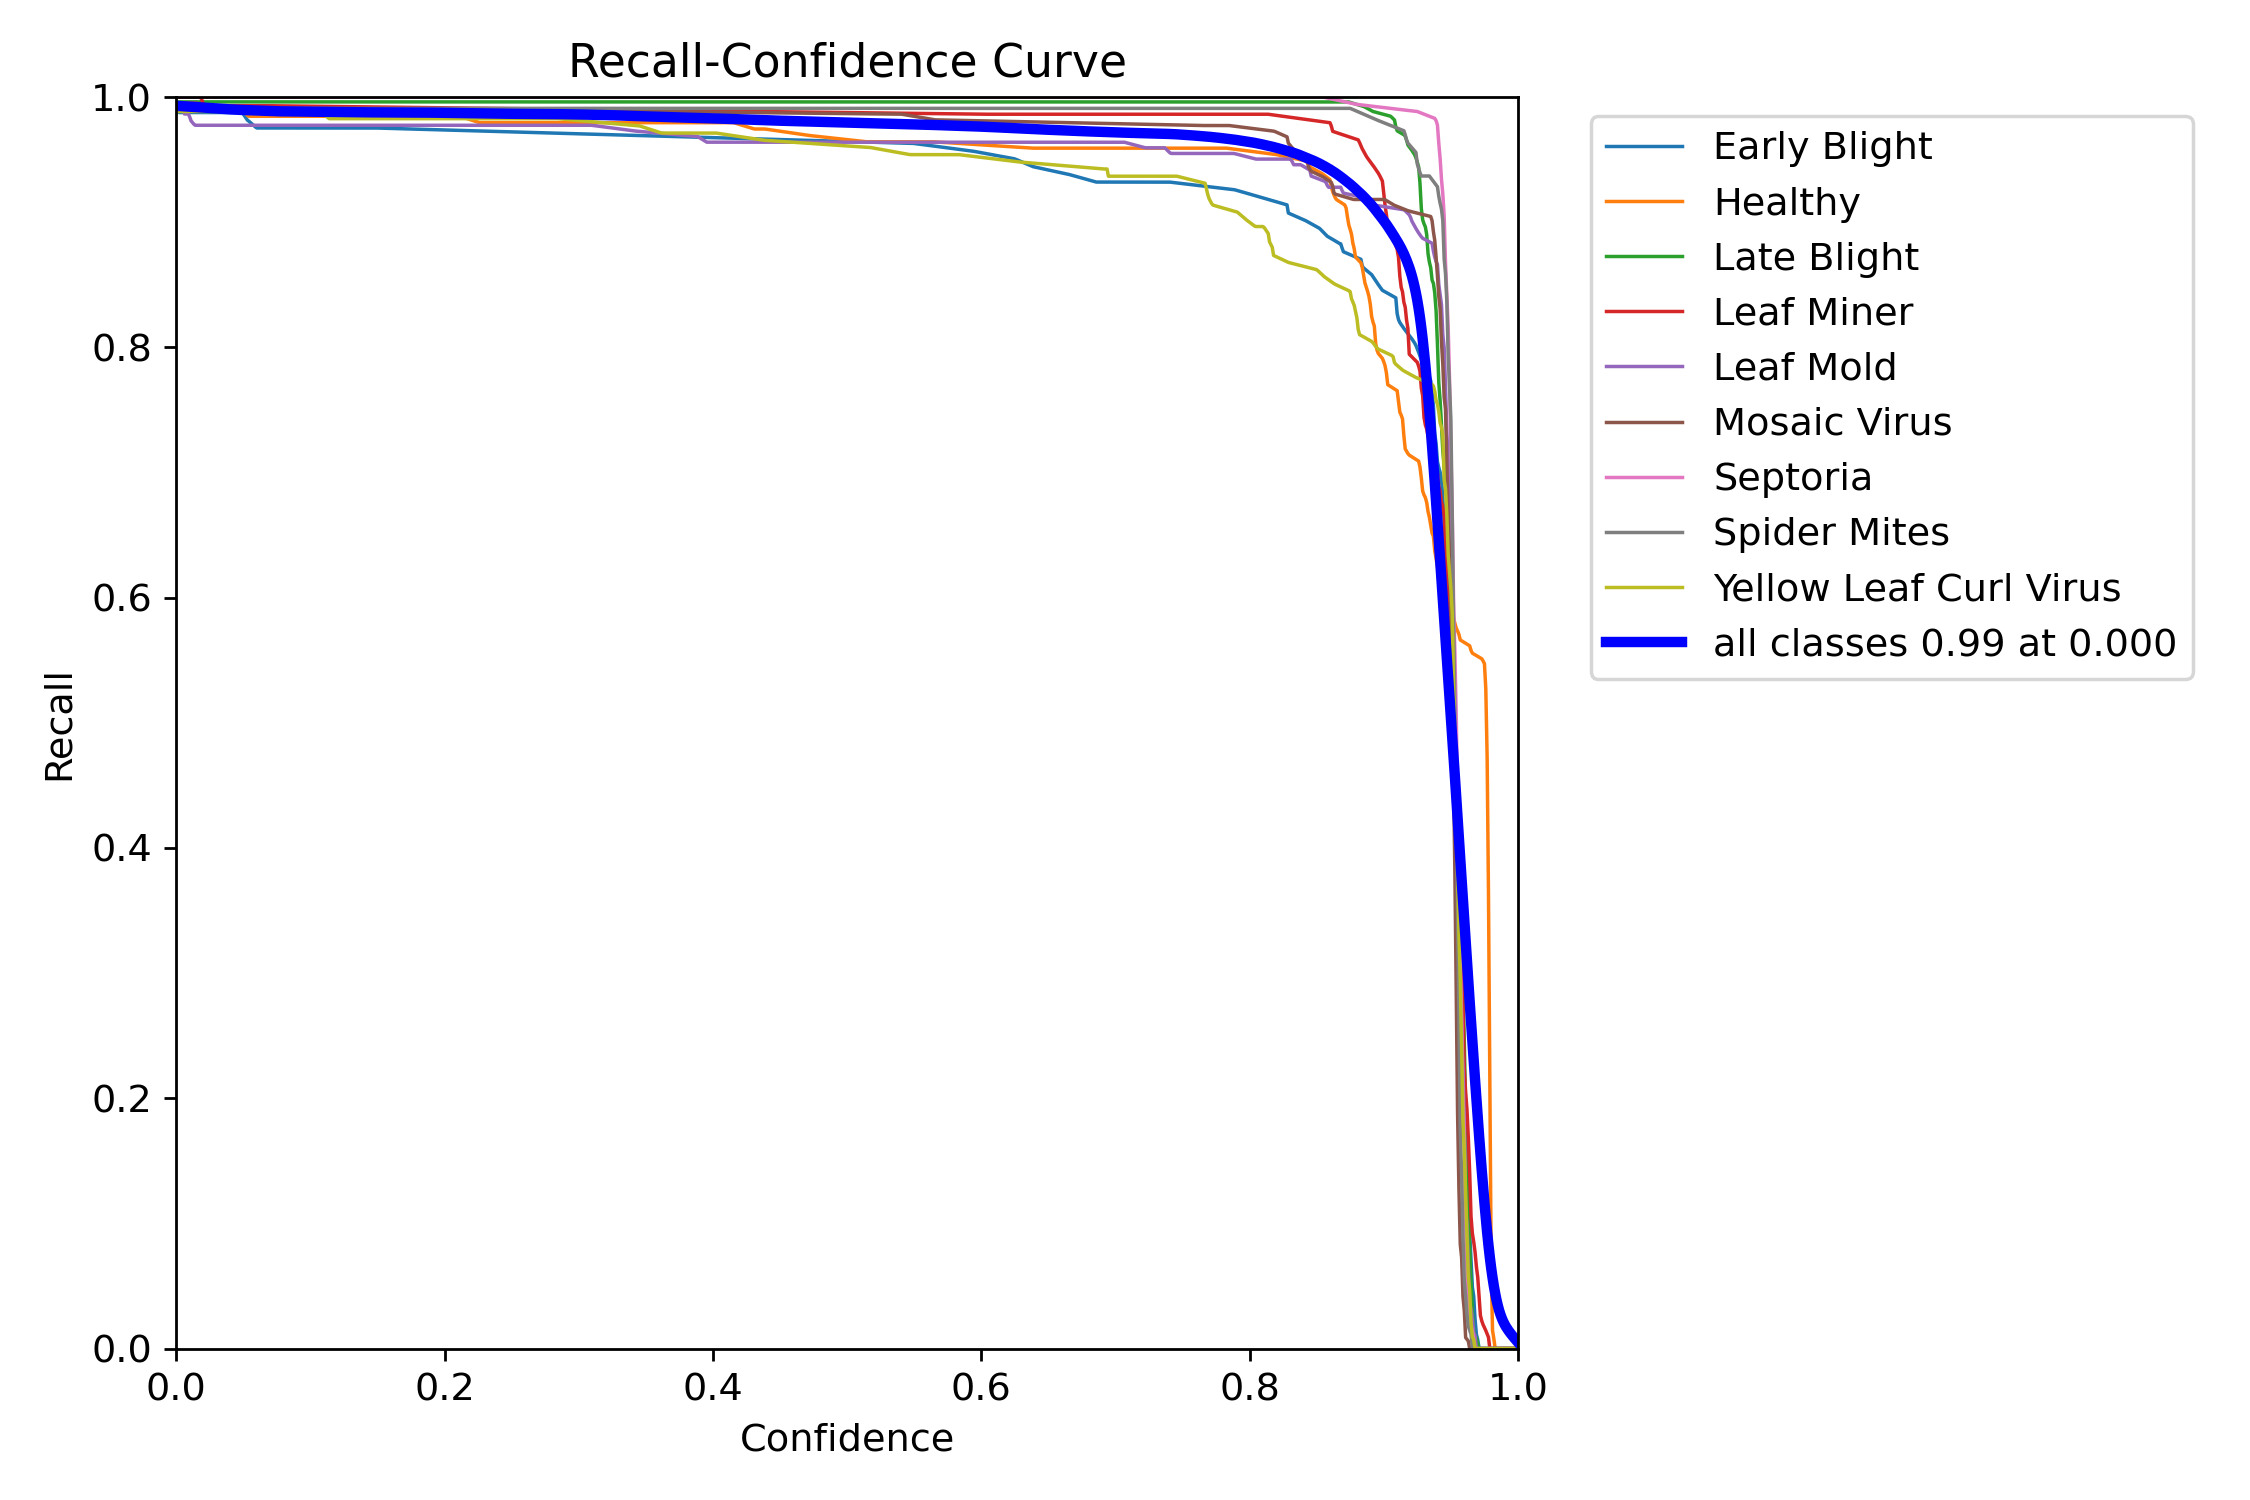 Recall-Confidence Curve
1.0
0.8
0.6
0.4
0.2
0.0
Recall
0.0 0.2 0.4 0.6 0.8 1.0
Confidence
Early Blight
Healthy
Late Blight
Leaf Miner
Leaf Mold
Mosaic Virus
Septoria
Spider Mites
Yellow Leaf Curl Virus
all classes 0.99 at 0.000